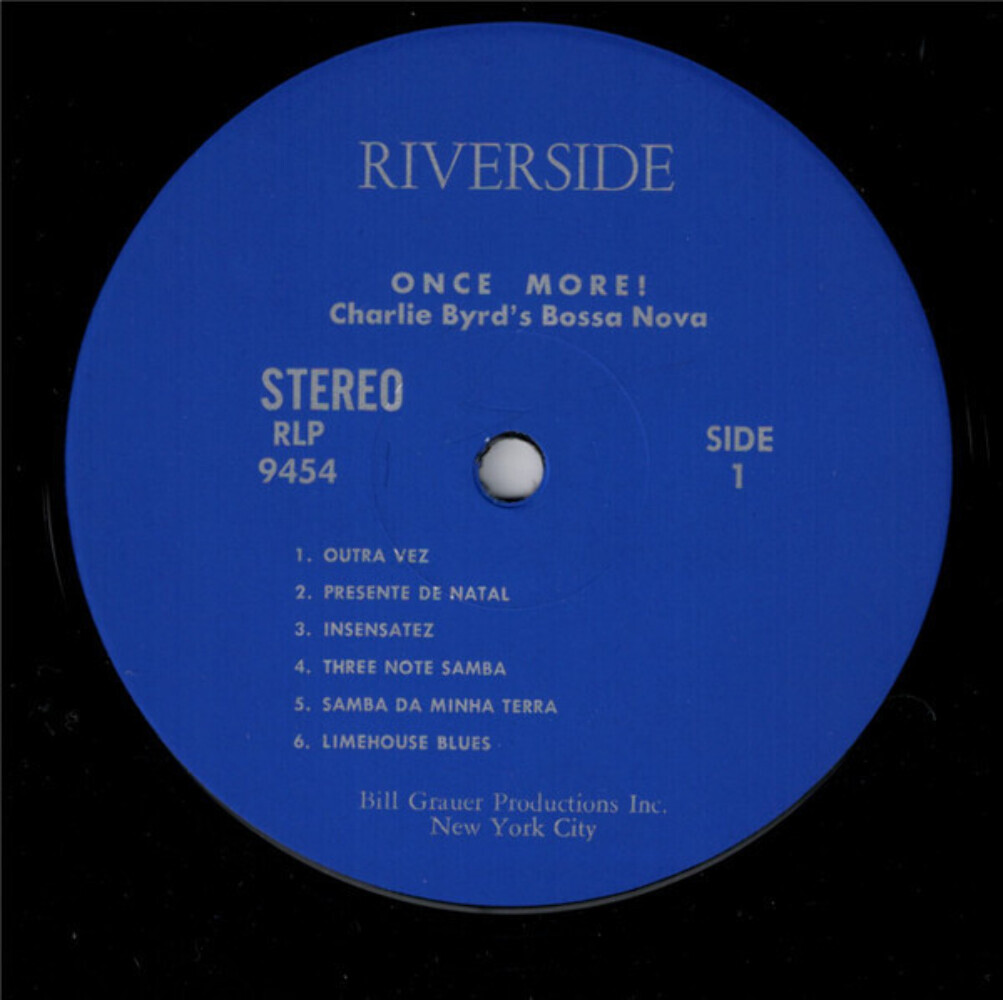 RIVERSIDE
ONCE MORE!
Charlie Byrd's Bossa Nova
STEREO
RLP
9454
SIDE
1
1. OUTRA VEZ
2. PRESENTE DE NATAL
3. INSENSATEZ
4. THREE NOTE SAMBA
5. SAMBA DA MINHA TERRA
6. LIMEHOUSE BLUES
Bill Grauer Productions Inc.
New York City